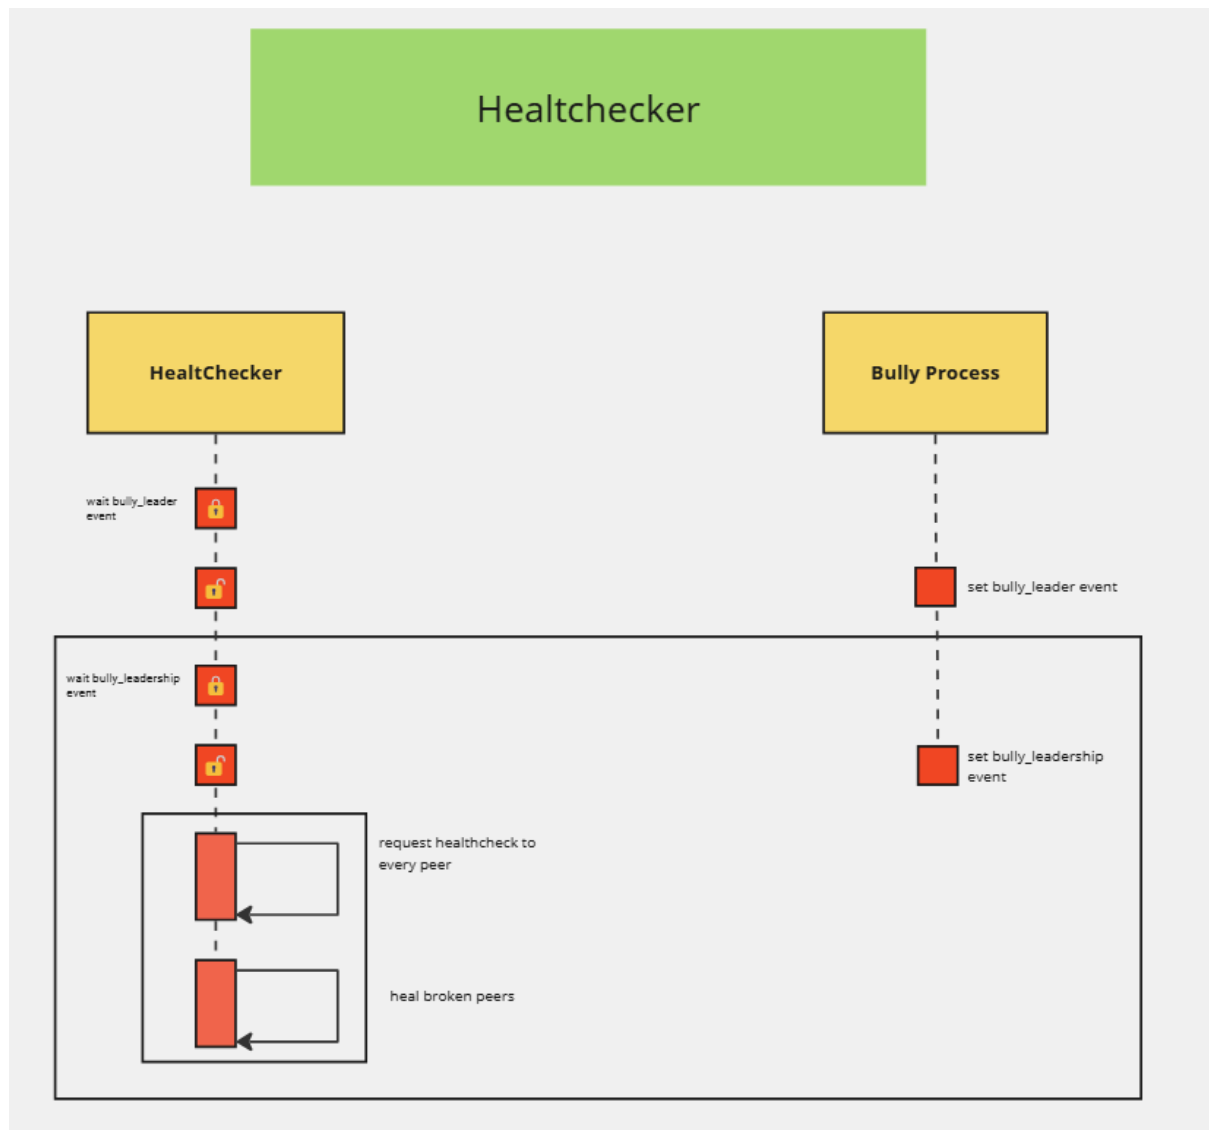 Healtchecker
HealtChecker
Bully Process
wait bully_leader
event
set bully_leader event
wait bully_leadership
event
set bully_leadership
event
request healthcheck to
every peer
heal broken peers